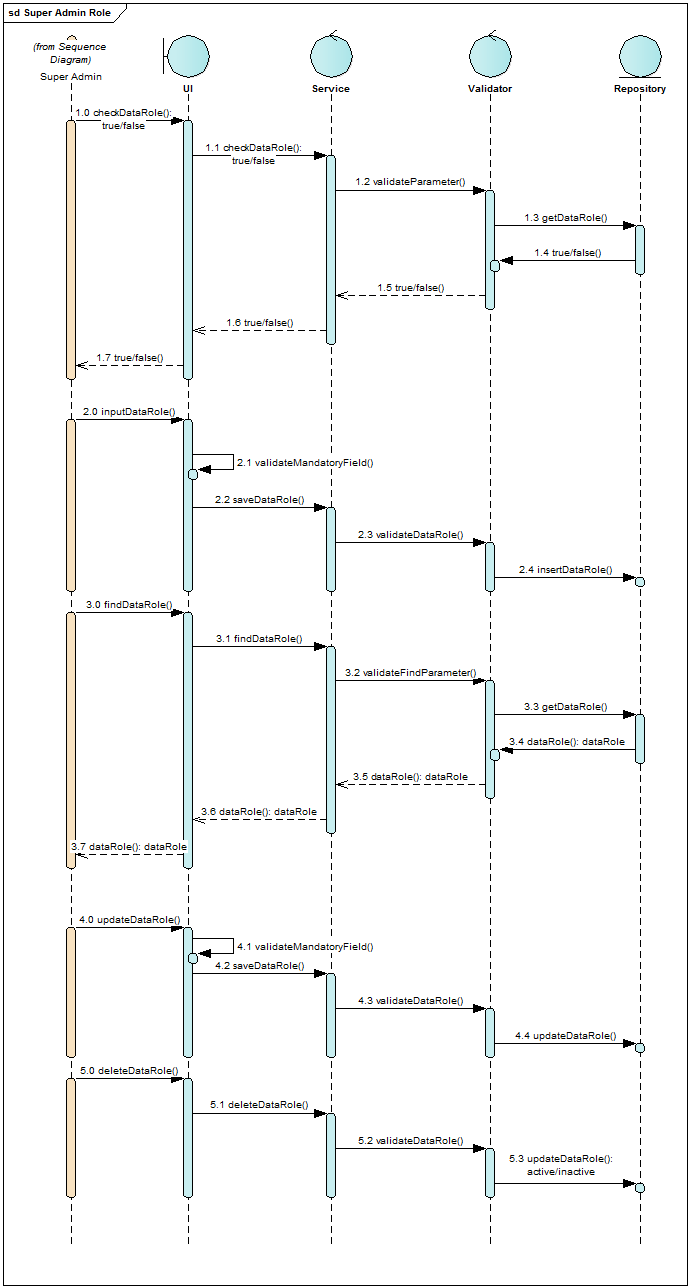 sd Super Admin Role
(from Sequence
Diagram)
Super Admin
UI
Service
Validator
Repository
1.0 checkDataRole():
true/false
1.1 checkDataRole():
true/false
1.2 validateParameter()
1.3 getDataRole()
1.4 true/false()
1.5 true/false()
1.6 true/false()
1.7 true/false()
2.0 inputDataRole()
2.1 validateMandatoryField()
2.2 saveDataRole()
2.3 validateDataRole()
2.4 insertDataRole()
3.0 findDataRole()
3.1 findDataRole()
3.2 validateFindParameter()
3.3 getDataRole()
3.4 dataRole(): dataRole
3.5 dataRole(): dataRole
3.6 dataRole(): dataRole
3.7 dataRole(): dataRole
4.0 updateDataRole()
4.1 validateMandatoryField()
4.2 saveDataRole()
4.3 validateDataRole()
4.4 updateDataRole()
5.0 deleteDataRole()
5.1 deleteDataRole()
5.2 validateDataRole()
5.3 updateDataRole():
active/inactive